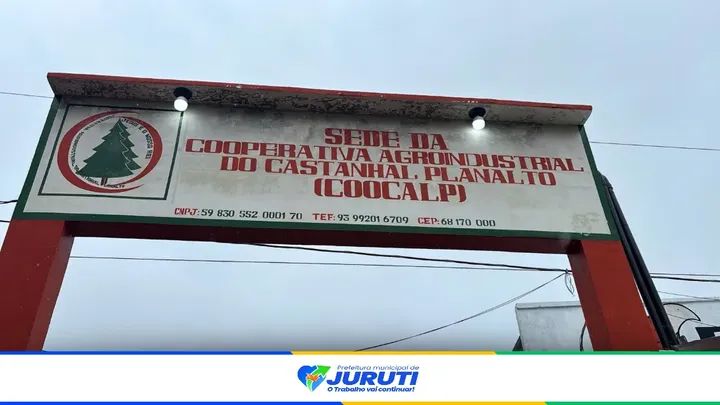 SEDE DA
COOPERATIVA AGROINDUSTRIAL
DO CASTANHAL PLANALTO
(COOCALP)
CNPJ: 59 830 552 0001 70 TEF: 93 99201 6709 CEP: 68 170 000
Prefeitura municipal de
JURUTI
O Trabalho vai continuar!